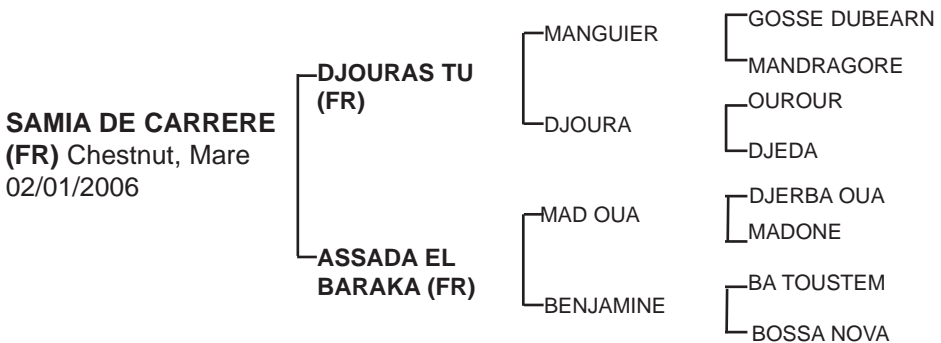 SAMIA DE CARRERE
(FR) Chestnut, Mare
02/01/2006
DJOURAS TU
(FR)
ASSADA EL
BARAKA (FR)
MANGUIER
DJOURA
MAD OUA
BENJAMINE
GOSSE DUBEARN
MANDRAGORE
OUROUR
DJEDA
DJERBA OUA
MADONE
BA TOUSTEM
BOSSA NOVA